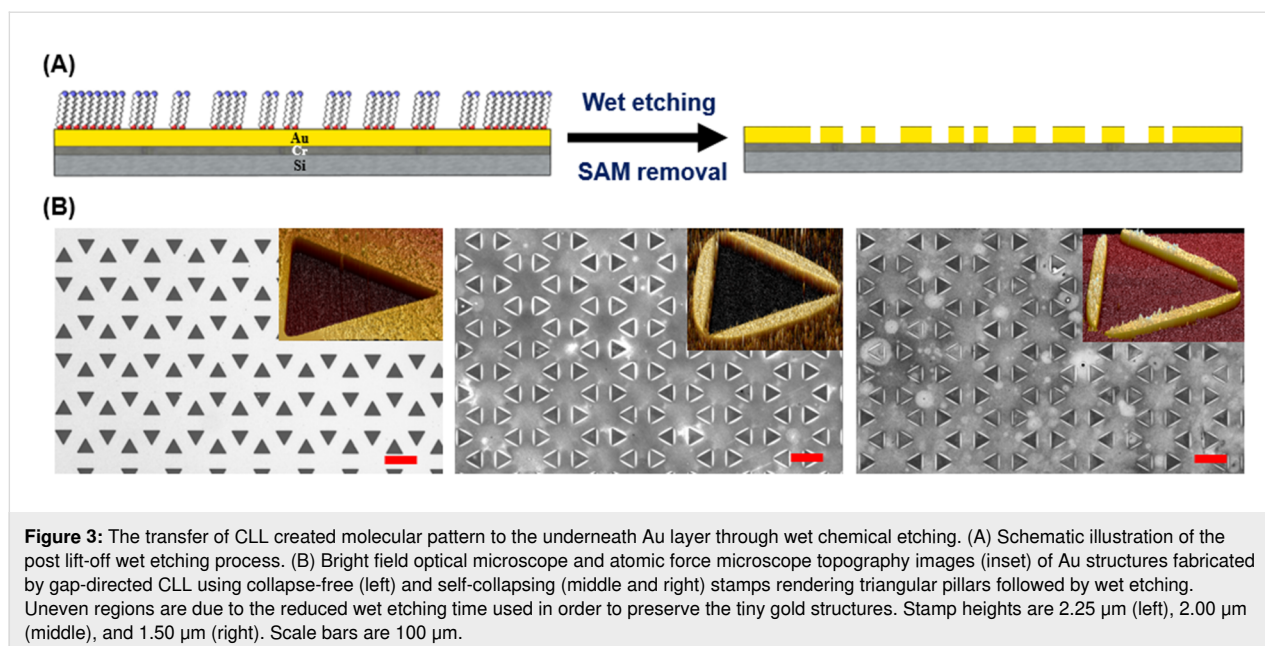 (A)
Wet etching
Au
Cr
Si
SAM removal
(B)
Figure 3: The transfer of CLL created molecular pattern to the underneath Au layer through wet chemical etching. (A) Schematic illustration of the
post lift-off wet etching process. (B) Bright field optical microscope and atomic force microscope topography images (inset) of Au structures fabricated
by gap-directed CLL using collapse-free (left) and self-collapsing (middle and right) stamps rendering triangular pillars followed by wet etching.
Uneven regions are due to the reduced wet etching time used in order to preserve the tiny gold structures. Stamp heights are 2.25 µm (left), 2.00 µm
(middle), and 1.50 µm (right). Scale bars are 100 µm.